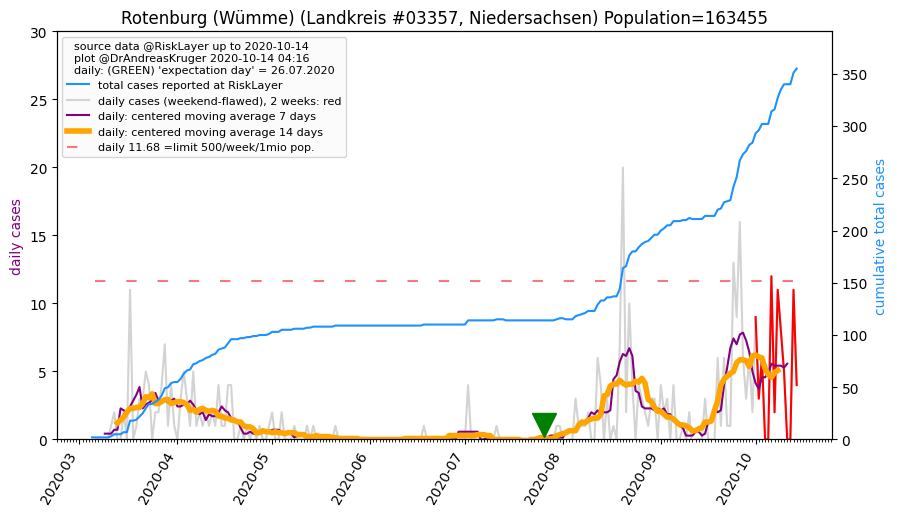 Rotenburg (Wümme) (Landkreis #03357, Niedersachsen) Population=163455
source data @RiskLayer up to 2020-10-14
plot @DrAndreasKruger 2020-10-14 04:16
daily: (GREEN) 'expectation day' = 26.07.2020
total cases reported at RiskLayer
daily cases (weekend-flawed), 2 weeks: red
daily: centered moving average 7 days
daily: centered moving average 14 days
daily 11.68 =limit 500/week/1mio pop.
daily cases
30
25
20
15
10
5
0
cumulative total cases
350
300
250
200
150
100
50
0
2020-03
2020-04
2020-05
2020-06
2020-07
2020-08
2020-09
2020-10